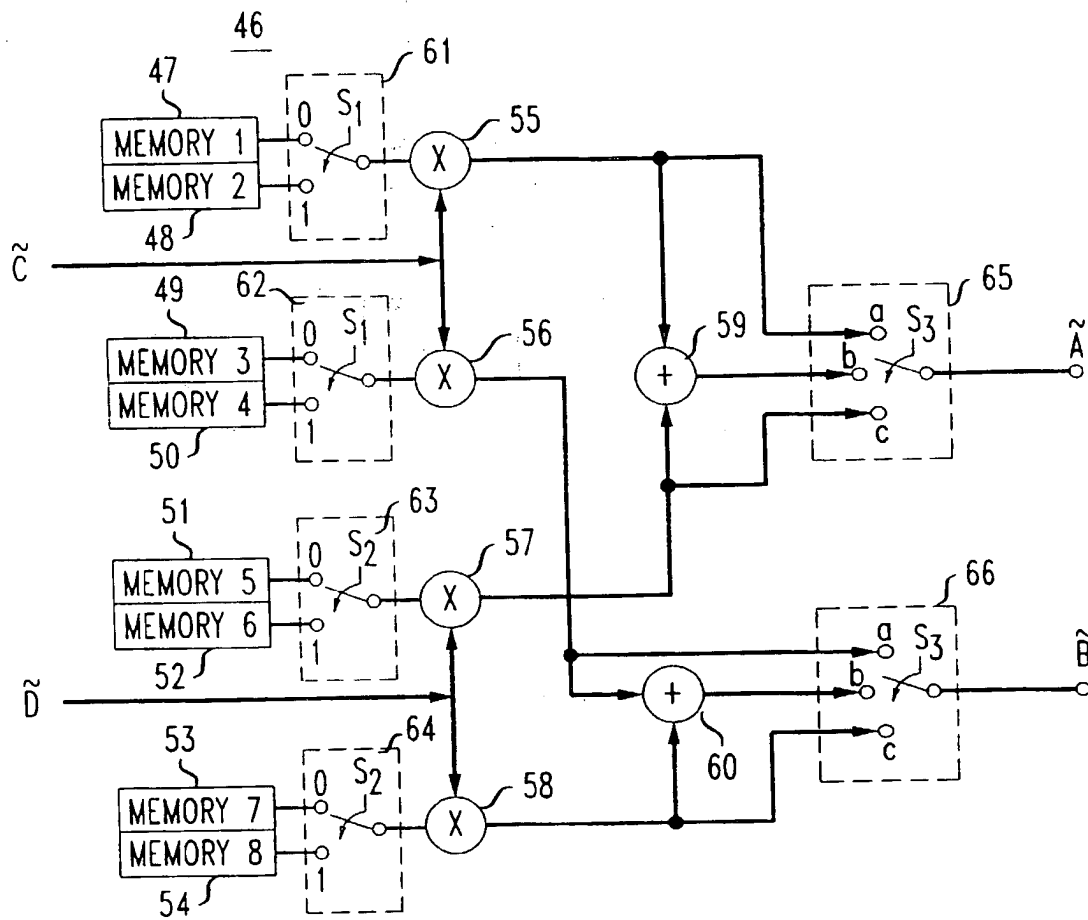 46
61
47
0
S1
55
MEMORY 1
X
MEMORY 2
48
1
C̃
49
62
0
S1
56
59
65
a
S3
Ã
MEMORY 3
X
+
b
MEMORY 4
50
1
c
51
63
0
S2
57
66
MEMORY 5
X
a
S3
B̃
MEMORY 6
52
1
b
D̃
+
60
c
53
64
0
S2
58
MEMORY 7
X
MEMORY 8
54
1